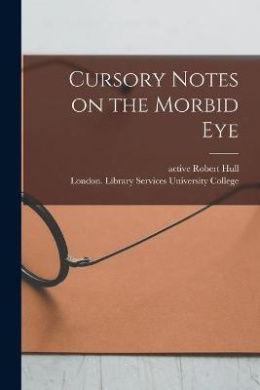 Cursory Notes
on the Morbid
Eye
active Robert Hull
London. Library Services University College